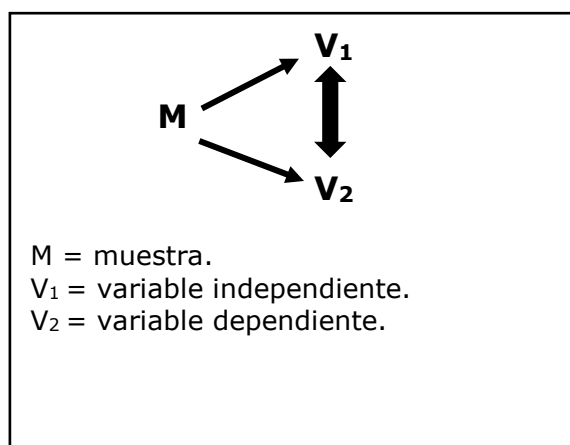 V₁
M
V₂
M = muestra.
V₁ = variable independiente.
V₂ = variable dependiente.